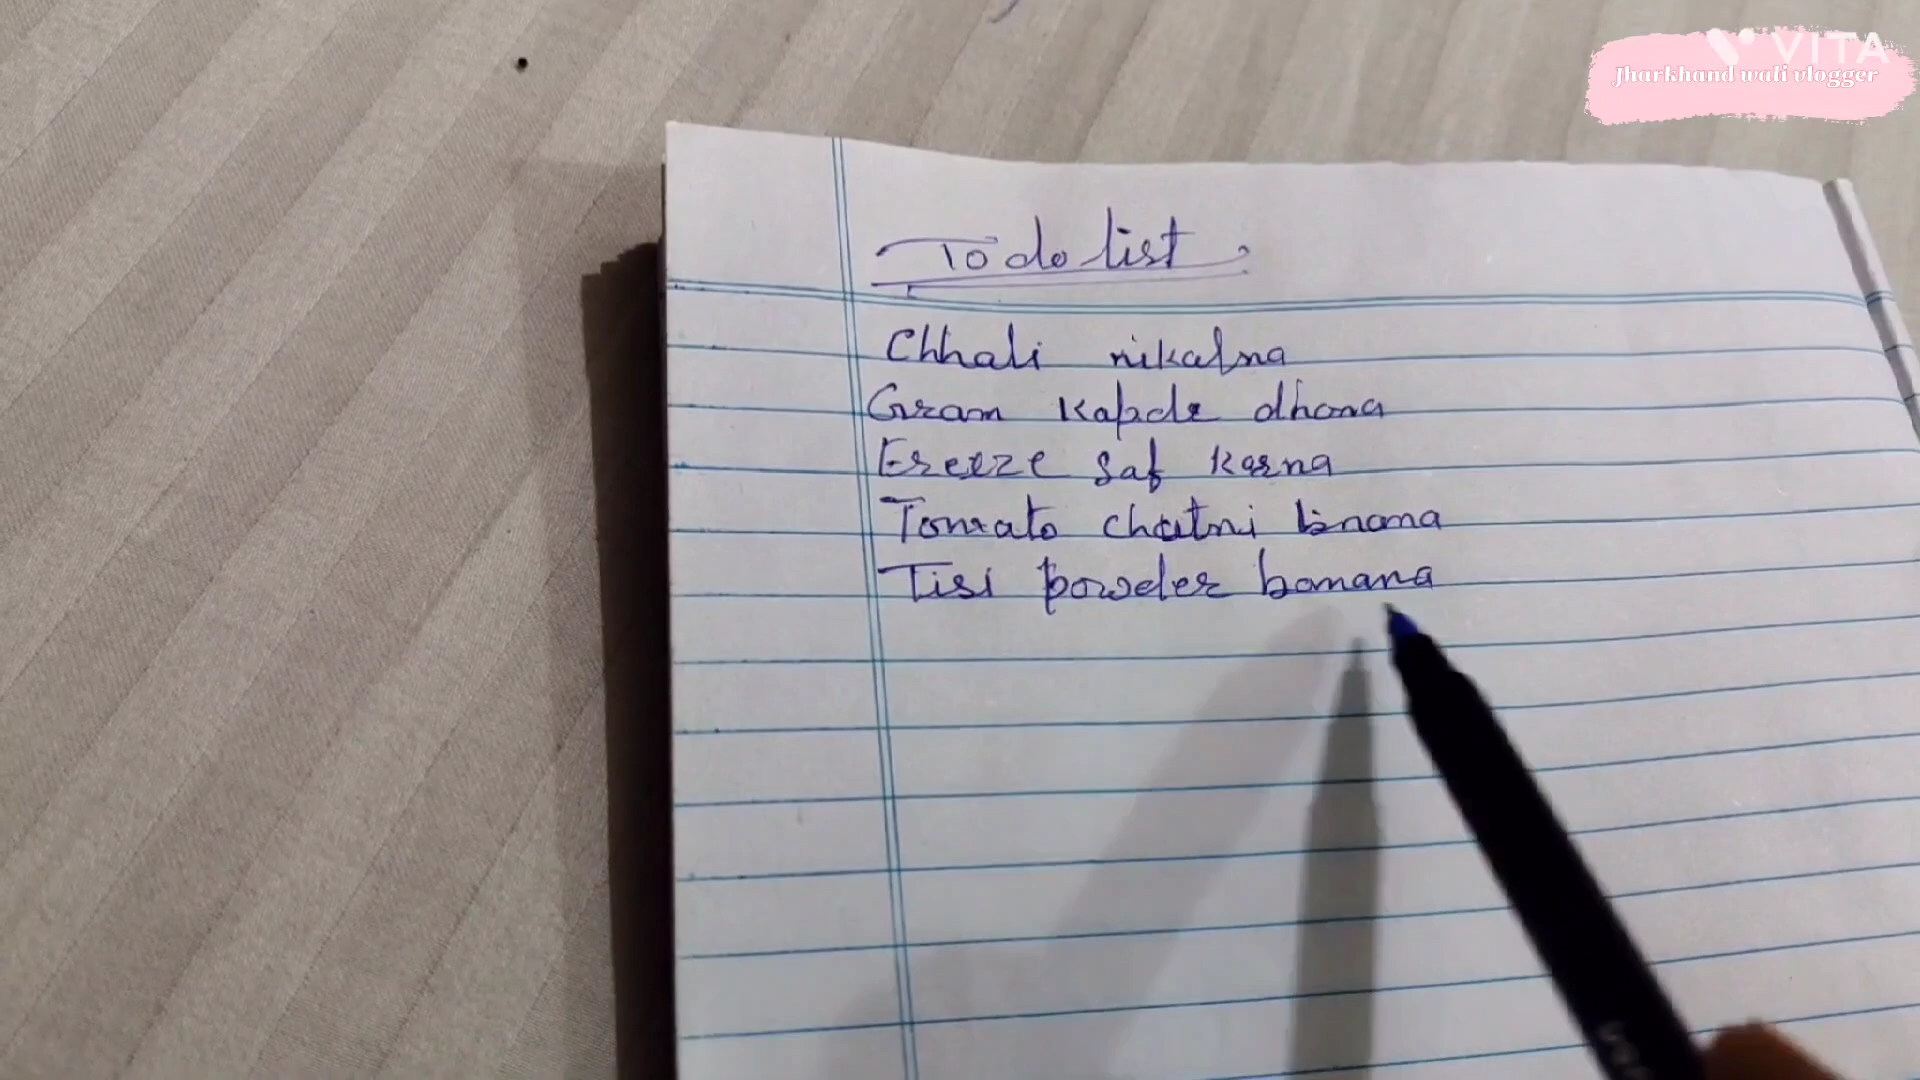 VITA
Jharkhand wali vlogger
To do list
Chhali nikalna
Gram kapde dhona
Freeze saf karna
Tomato chatni bnana
Tisi powder banana